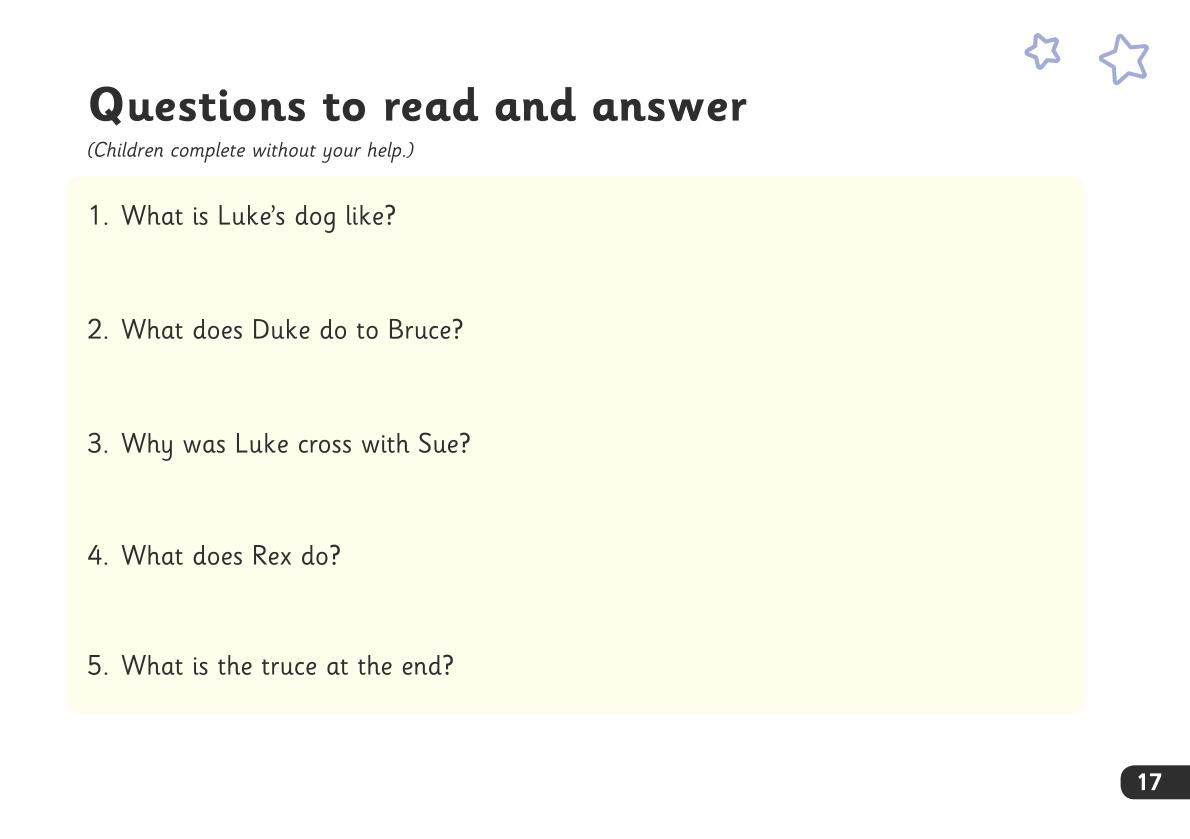 Questions to read and answer
(Children complete without your help.)
1. What is Luke’s dog like?
2. What does Duke do to Bruce?
3. Why was Luke cross with Sue?
4. What does Rex do?
5. What is the truce at the end?
17